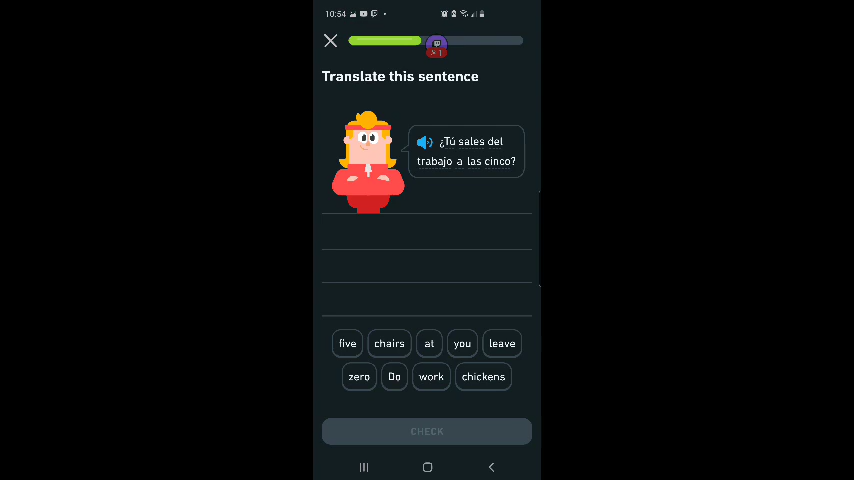 10:54
Translate this sentence
¿Tú sales del
trabajo a las cinco?
five chairs at you leave
zero Do work chickens
CHECK